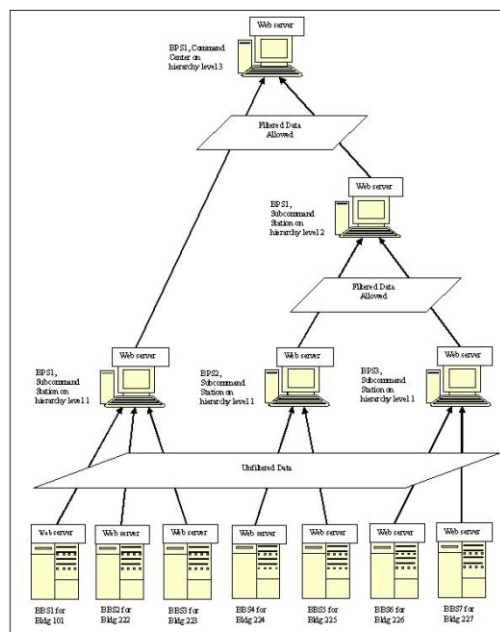 Web server
BPS1, Command
Center on
hierarchy level 3
Filtered Data
Allowed
Web server
BPS1,
Subcommand
Station on
hierarchy level 2
Filtered Data
Allowed
Web server
BPS1,
Subcommand
Station on
hierarchy level 1
Web server
BPS2,
Subcommand
Station on
hierarchy level 1
Web server
BPS3,
Subcommand
Station on
hierarchy level 1
Unfiltered Data
Web server
Web server
Web server
Web server
Web server
Web server
Web server
BBS1 for
Bldg 101
BBS2 for
Bldg 222
BBS3 for
Bldg 223
BBS4 for
Bldg 224
BBS5 for
Bldg 225
BBS6 for
Bldg 226
BBS7 for
Bldg 227